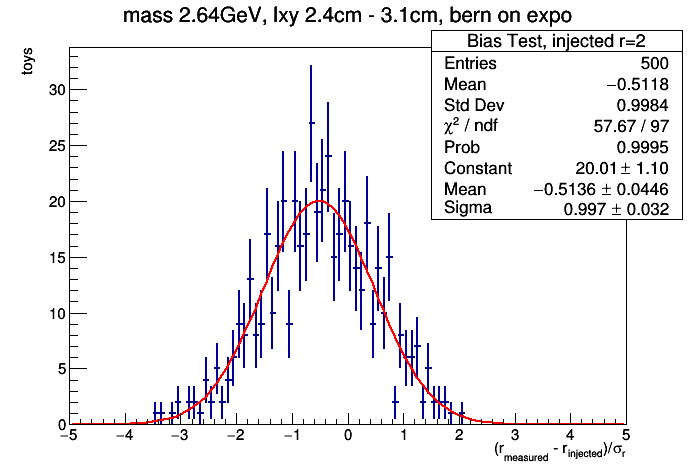 mass 2.64GeV, lxy 2.4cm - 3.1cm, bern on expo
Bias Test, injected r=2
Entries 500
Mean −0.5118
Std Dev 0.9984
χ² / ndf 57.67 / 97
Prob 0.9995
Constant 20.01 ± 1.10
Mean −0.5136 ± 0.0446
Sigma 0.997 ± 0.032
toys
30
25
20
15
10
5
0
−5 −4 −3 −2 −1 0 1 2 3 4 5
(r_measured - r_injected)/σ_r